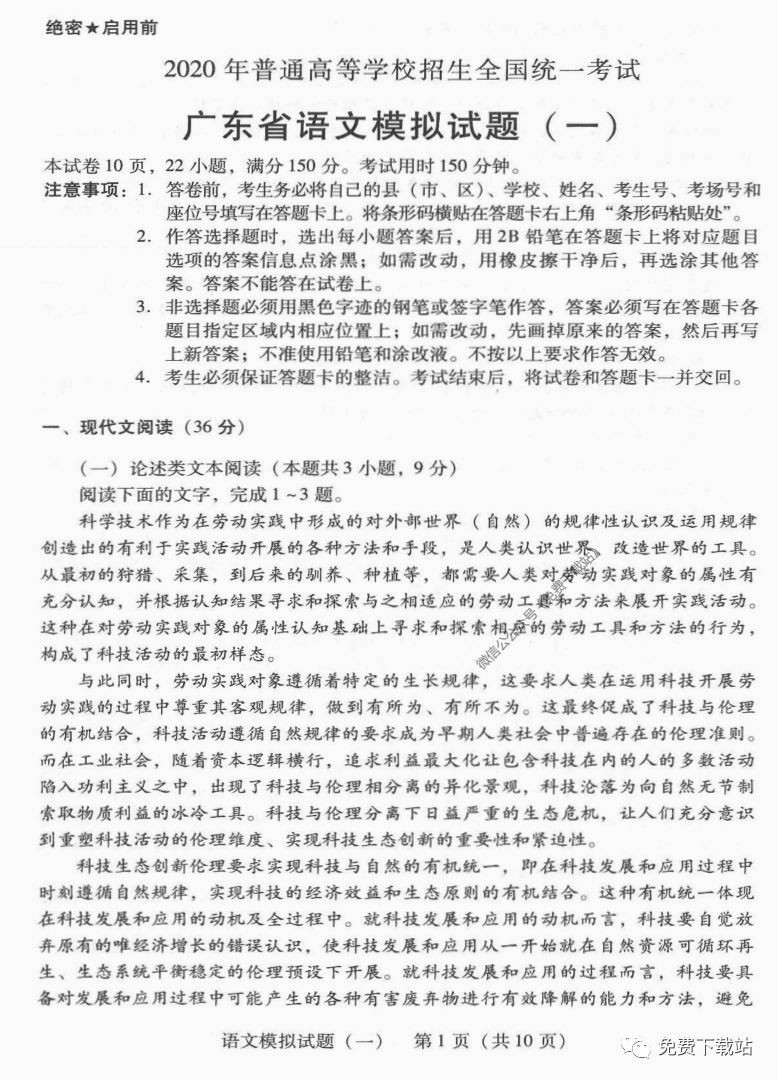 绝密★启用前
2020年普通高等学校招生全国统一考试
广东省语文模拟试题（一）
本试卷10页，22小题，满分150分。考试用时150分钟。
注意事项：1. 答卷前，考生务必将自己的县（市、区）、学校、姓名、考生号、考场号和
座位号填写在答题卡上。将条形码横贴在答题卡右上角“条形码粘贴处”。
2. 作答选择题时，选出每小题答案后，用2B铅笔在答题卡上将对应题目
选项的答案信息点涂黑；如需改动，用橡皮擦干净后，再选涂其他答
案。答案不能答在试卷上。
3. 非选择题必须用黑色字迹的钢笔或签字笔作答，答案必须写在答题卡各
题目指定区域内相应位置上；如需改动，先画掉原来的答案，然后再写
上新答案；不准使用铅笔和涂改液。不按以上要求作答无效。
4. 考生必须保证答题卡的整洁。考试结束后，将试卷和答题卡一并交回。
一、现代文阅读（36分）
（一）论述类文本阅读（本题共3小题，9分）
阅读下面的文字，完成1~3题。
科学技术作为在劳动实践中形成的对外部世界（自然）的规律性认识及运用规律
创造出的有利于实践活动开展的各种方法和手段，是人类认识世界、改造世界的工具。
从最初的狩猎、采集，到后来的驯养、种植等，都需要人类对劳动实践对象的属性有
充分认知，并根据认知结果寻求和探索与之相适应的劳动工具和方法来展开实践活动。
这种在对劳动实践对象的属性认知基础上寻求和探索相应的劳动工具和方法的行为，
构成了科技活动的最初样态。
与此同时，劳动实践对象遵循着特定的生长规律，这要求人类在运用科技开展劳
动实践的过程中尊重其客观规律，做到有所为、有所不为。这最终促成了科技与伦理
的有机结合，科技活动遵循自然规律的要求成为早期人类社会中普遍存在的伦理准则。
而在工业社会，随着资本逻辑横行，追求利益最大化让包含科技在内的人的多数活动
陷入功利主义之中，出现了科技与伦理相分离的异化景观，科技沦落为向自然无节制
索取物质利益的冰冷工具。科技与伦理分离下日益严重的生态危机，让人们充分意识
到重塑科技活动的伦理维度、实现科技生态创新的重要性和紧迫性。
科技生态创新伦理要求实现科技与自然的有机统一，即在科技发展和应用过程中
时刻遵循自然规律，实现科技的经济效益和生态原则的有机结合。这种有机统一体现
在科技发展和应用的动机及全过程中。就科技发展和应用的动机而言，科技要自觉放
弃原有的唯经济增长的错误认识，使科技发展和应用从一开始就在自然资源可循环再
生、生态系统平衡稳定的伦理预设下开展。就科技发展和应用的过程而言，科技要具
备对发展和应用过程中可能产生的各种有害废弃物进行有效降解的能力和方法，避免
语文模拟试题（一） 第1页（共10页）
微信公众号《免费下载站》
免费下载站